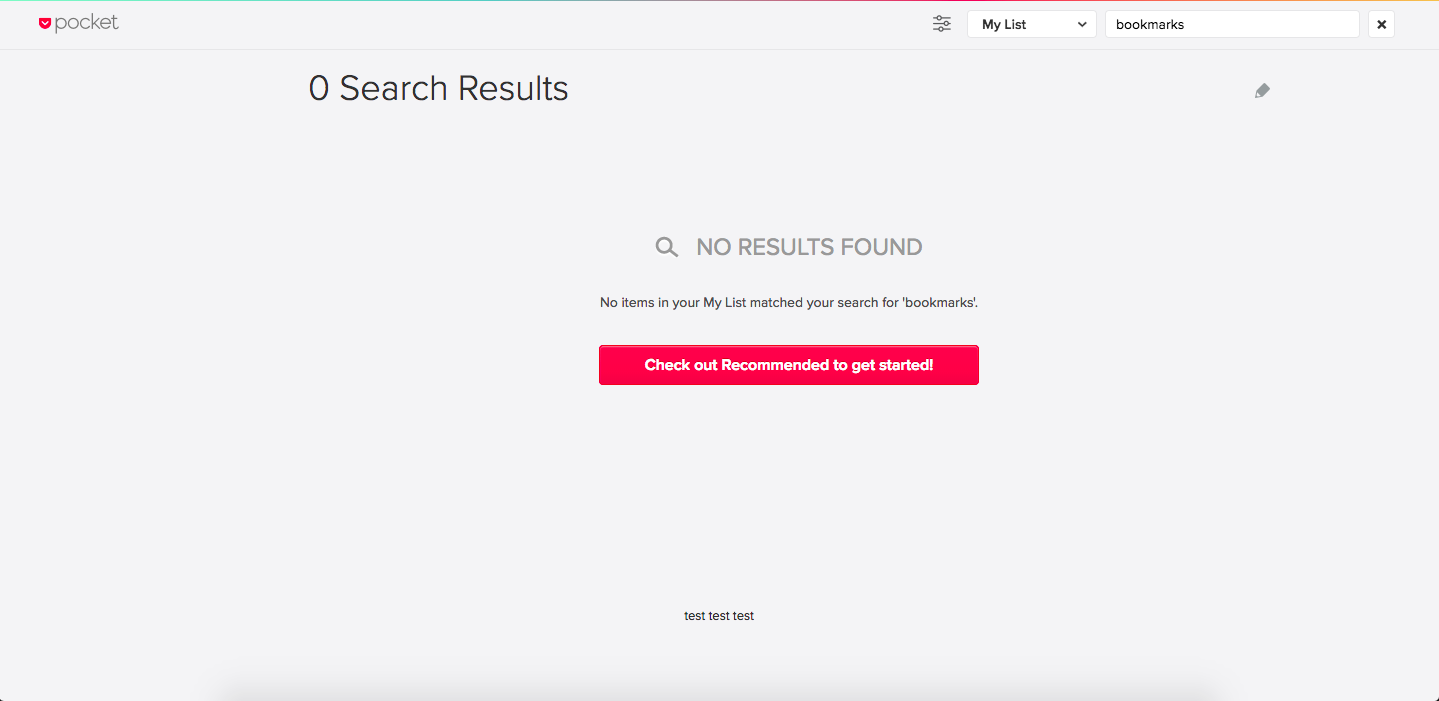 pocket
My List
bookmarks
0 Search Results
NO RESULTS FOUND
No items in your My List matched your search for 'bookmarks'.
Check out Recommended to get started!
test test test